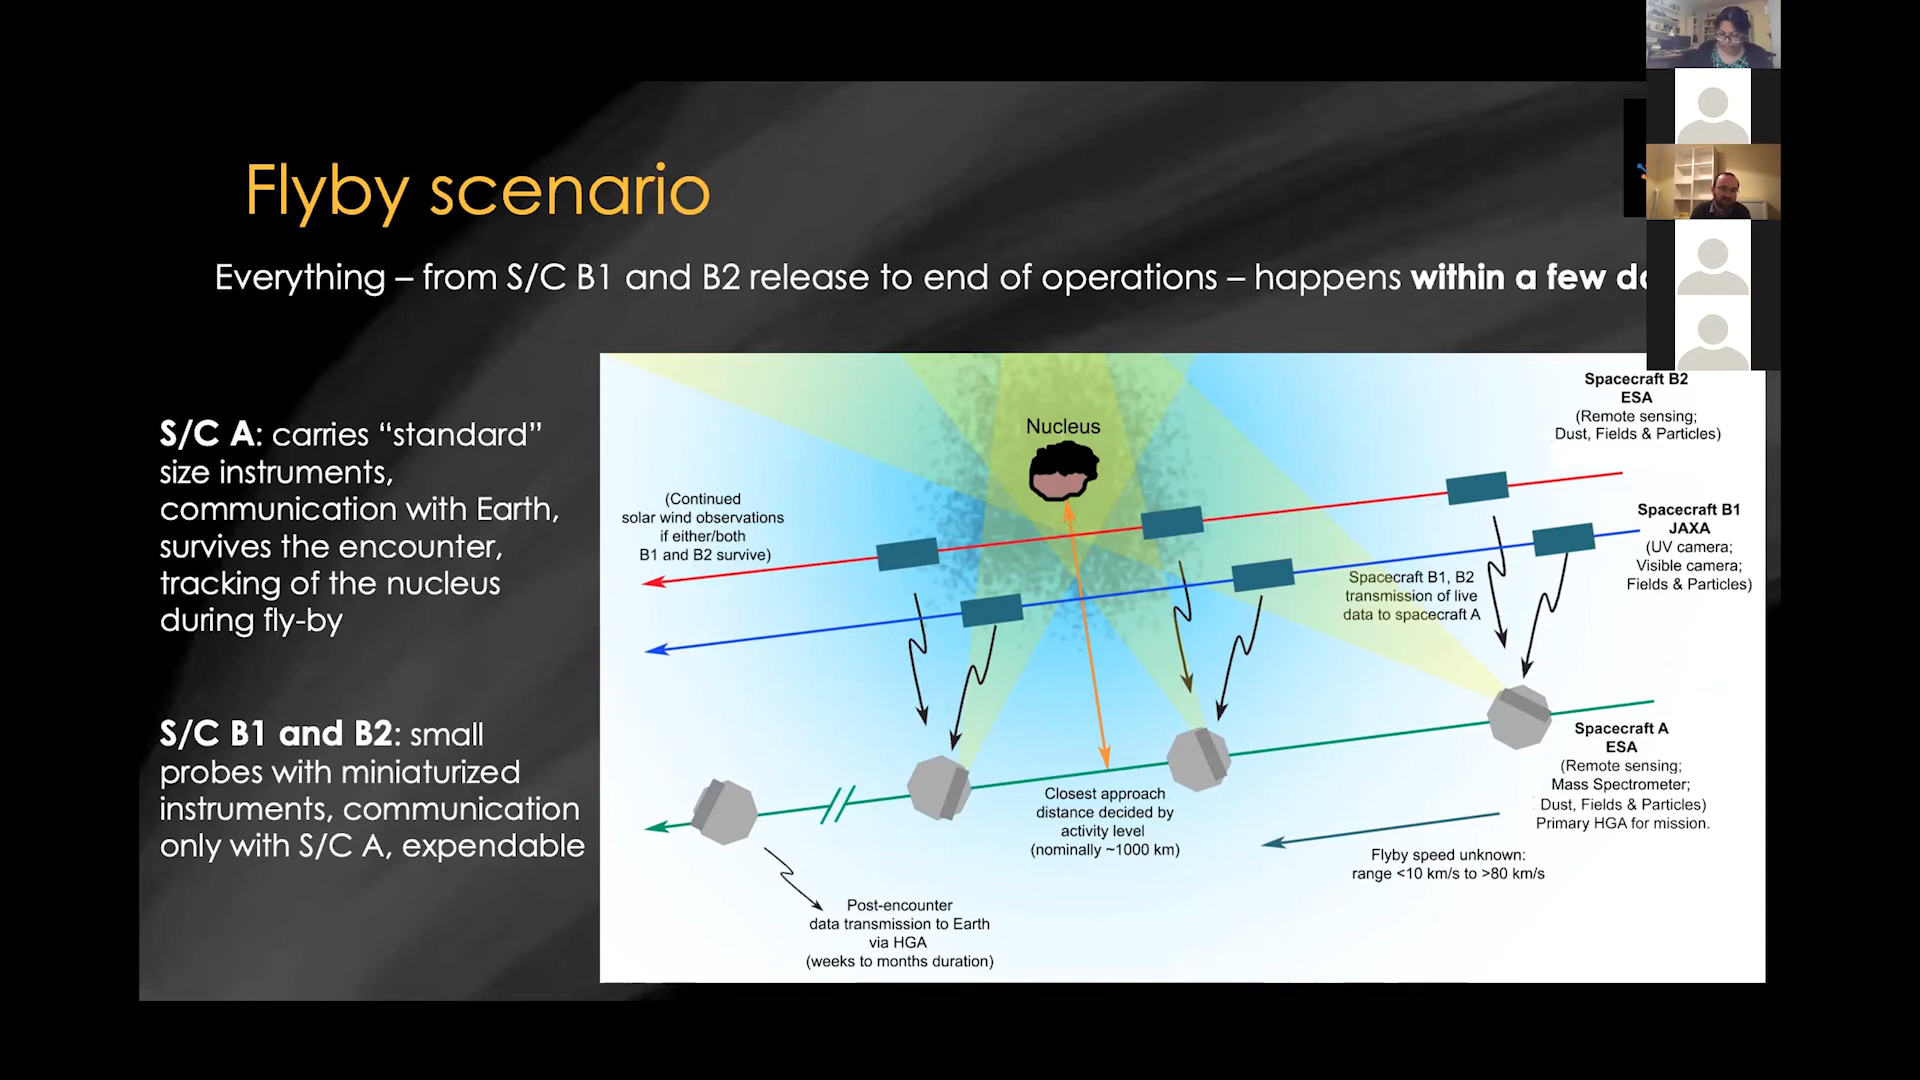 Flyby scenario
Everything – from S/C B1 and B2 release to end of operations – happens within a few
S/C A: carries “standard”
size instruments,
communication with Earth,
survives the encounter,
tracking of the nucleus
during fly-by
S/C B1 and B2: small
probes with miniaturized
instruments, communication
only with S/C A, expendable
Nucleus
(Continued
solar wind observations
if either/both
B1 and B2 survive)
Spacecraft B2
ESA
(Remote sensing;
Dust, Fields & Particles)
Spacecraft B1
JAXA
(UV camera;
Visible camera;
Fields & Particles)
Spacecraft B1, B2
transmission of live
data to spacecraft A
Spacecraft A
ESA
(Remote sensing;
Mass Spectrometer;
Dust, Fields & Particles)
Primary HGA for mission.
Closest approach
distance decided by
activity level
(nominally ~1000 km)
Flyby speed unknown:
range <10 km/s to >80 km/s
Post-encounter
data transmission to Earth
via HGA
(weeks to months duration)